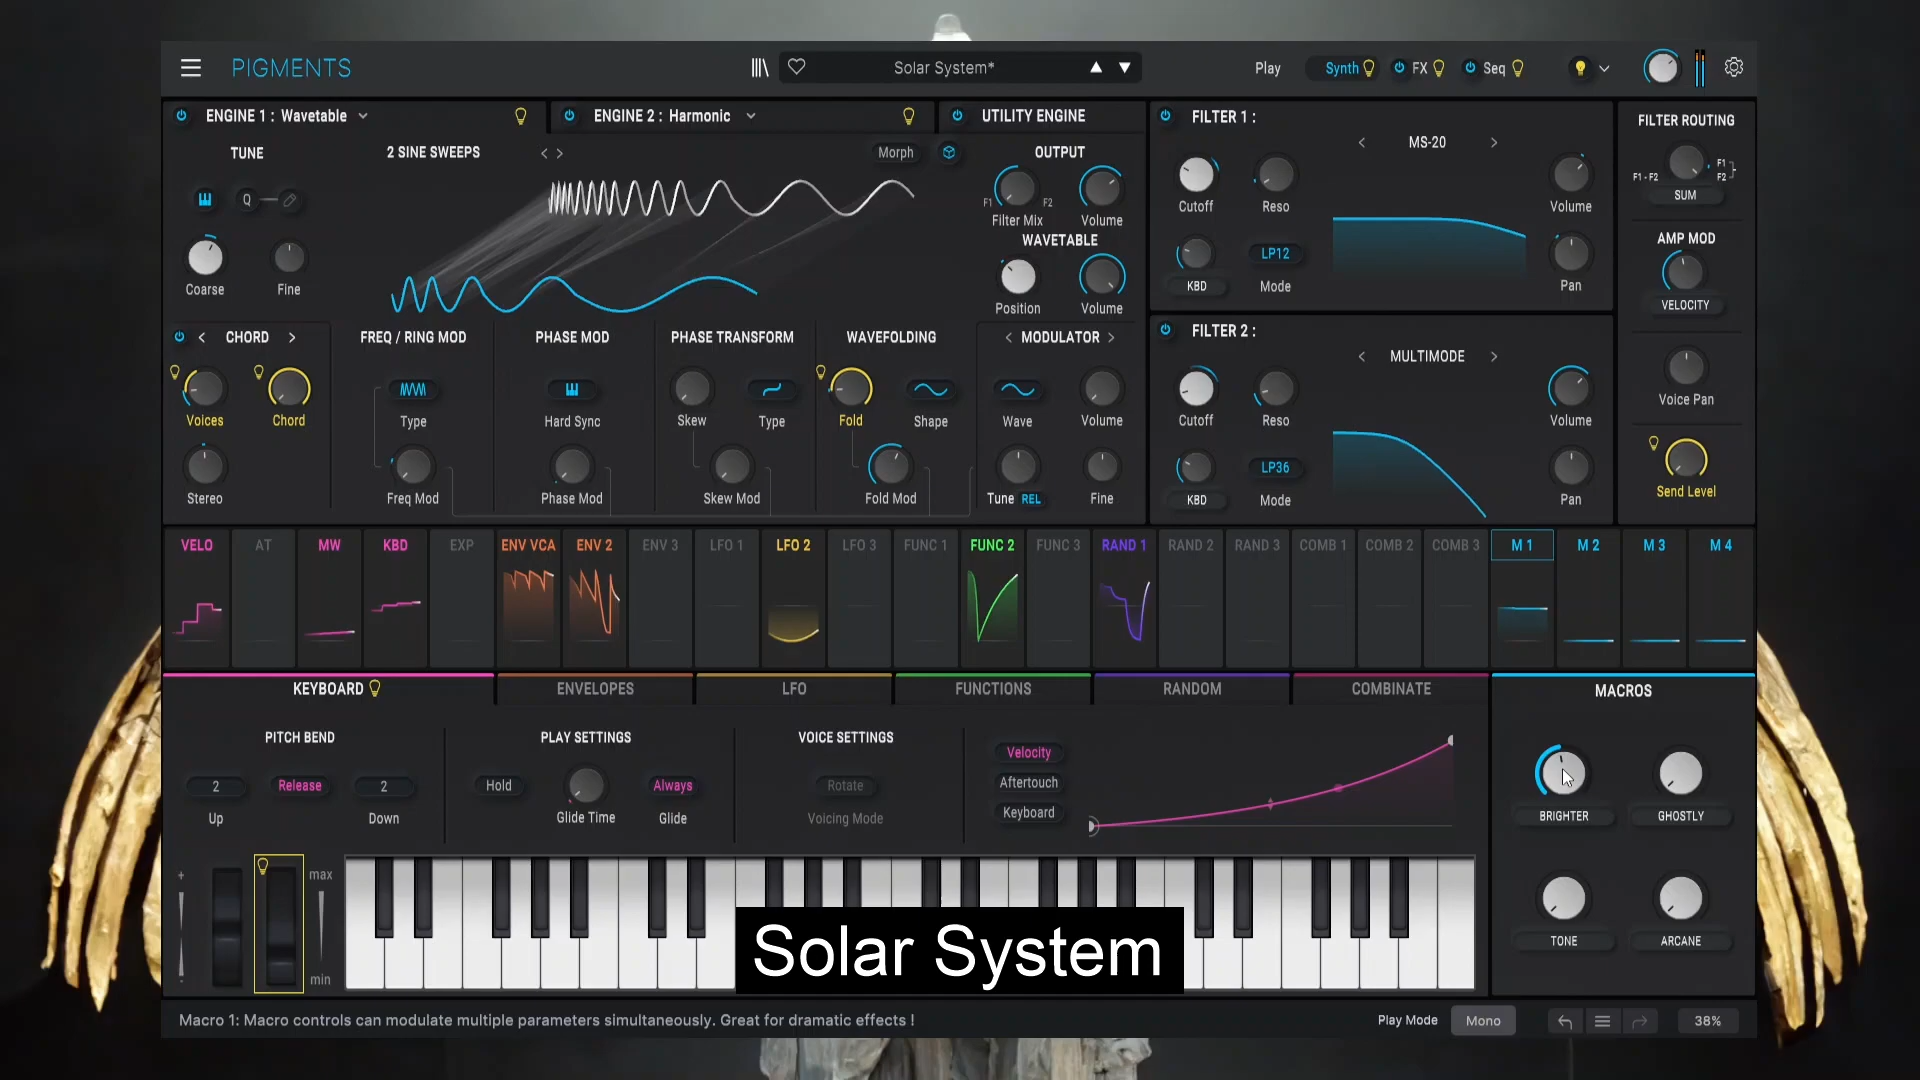 PIGMENTS
Solar System*
Play Synth FX Seq
ENGINE 1 : Wavetable
ENGINE 2 : Harmonic
UTILITY ENGINE
TUNE
2 SINE SWEEPS
Morph
OUTPUT
Q
Coarse
Fine
F1 F2
Filter Mix
Volume
WAVETABLE
Position
Volume
FILTER 1 :
MS-20
Cutoff
Reso
Volume
KBD
LP12
Mode
Pan
FILTER ROUTING
F1 - F2
F1
F2
SUM
AMP MOD
VELOCITY
Voice Pan
Send Level
CHORD
FREQ / RING MOD
PHASE MOD
PHASE TRANSFORM
WAVEFOLDING
MODULATOR
Voices
Chord
Type
Hard Sync
Skew
Type
Fold
Shape
Wave
Volume
Stereo
Freq Mod
Phase Mod
Skew Mod
Fold Mod
Tune REL
Fine
FILTER 2 :
MULTIMODE
Cutoff
Reso
Volume
KBD
LP36
Mode
Pan
VELO AT MW KBD EXP ENV VCA ENV 2 ENV 3 LFO 1 LFO 2 LFO 3 FUNC 1 FUNC 2 FUNC 3 RAND 1 RAND 2 RAND 3 COMB 1 COMB 2 COMB 3 M 1 M 2 M 3 M 4
KEYBOARD ENVELOPES LFO FUNCTIONS RANDOM COMBINATE MACROS
PITCH BEND
2 Release 2
Up Down
PLAY SETTINGS
Hold
Glide Time
Always
Glide
VOICE SETTINGS
Rotate
Voicing Mode
Velocity
Aftertouch
Keyboard
BRIGHTER
GHOSTLY
TONE
ARCANE
+
-
max
min
Solar System
Macro 1: Macro controls can modulate multiple parameters simultaneously. Great for dramatic effects !
Play Mode Mono
38%